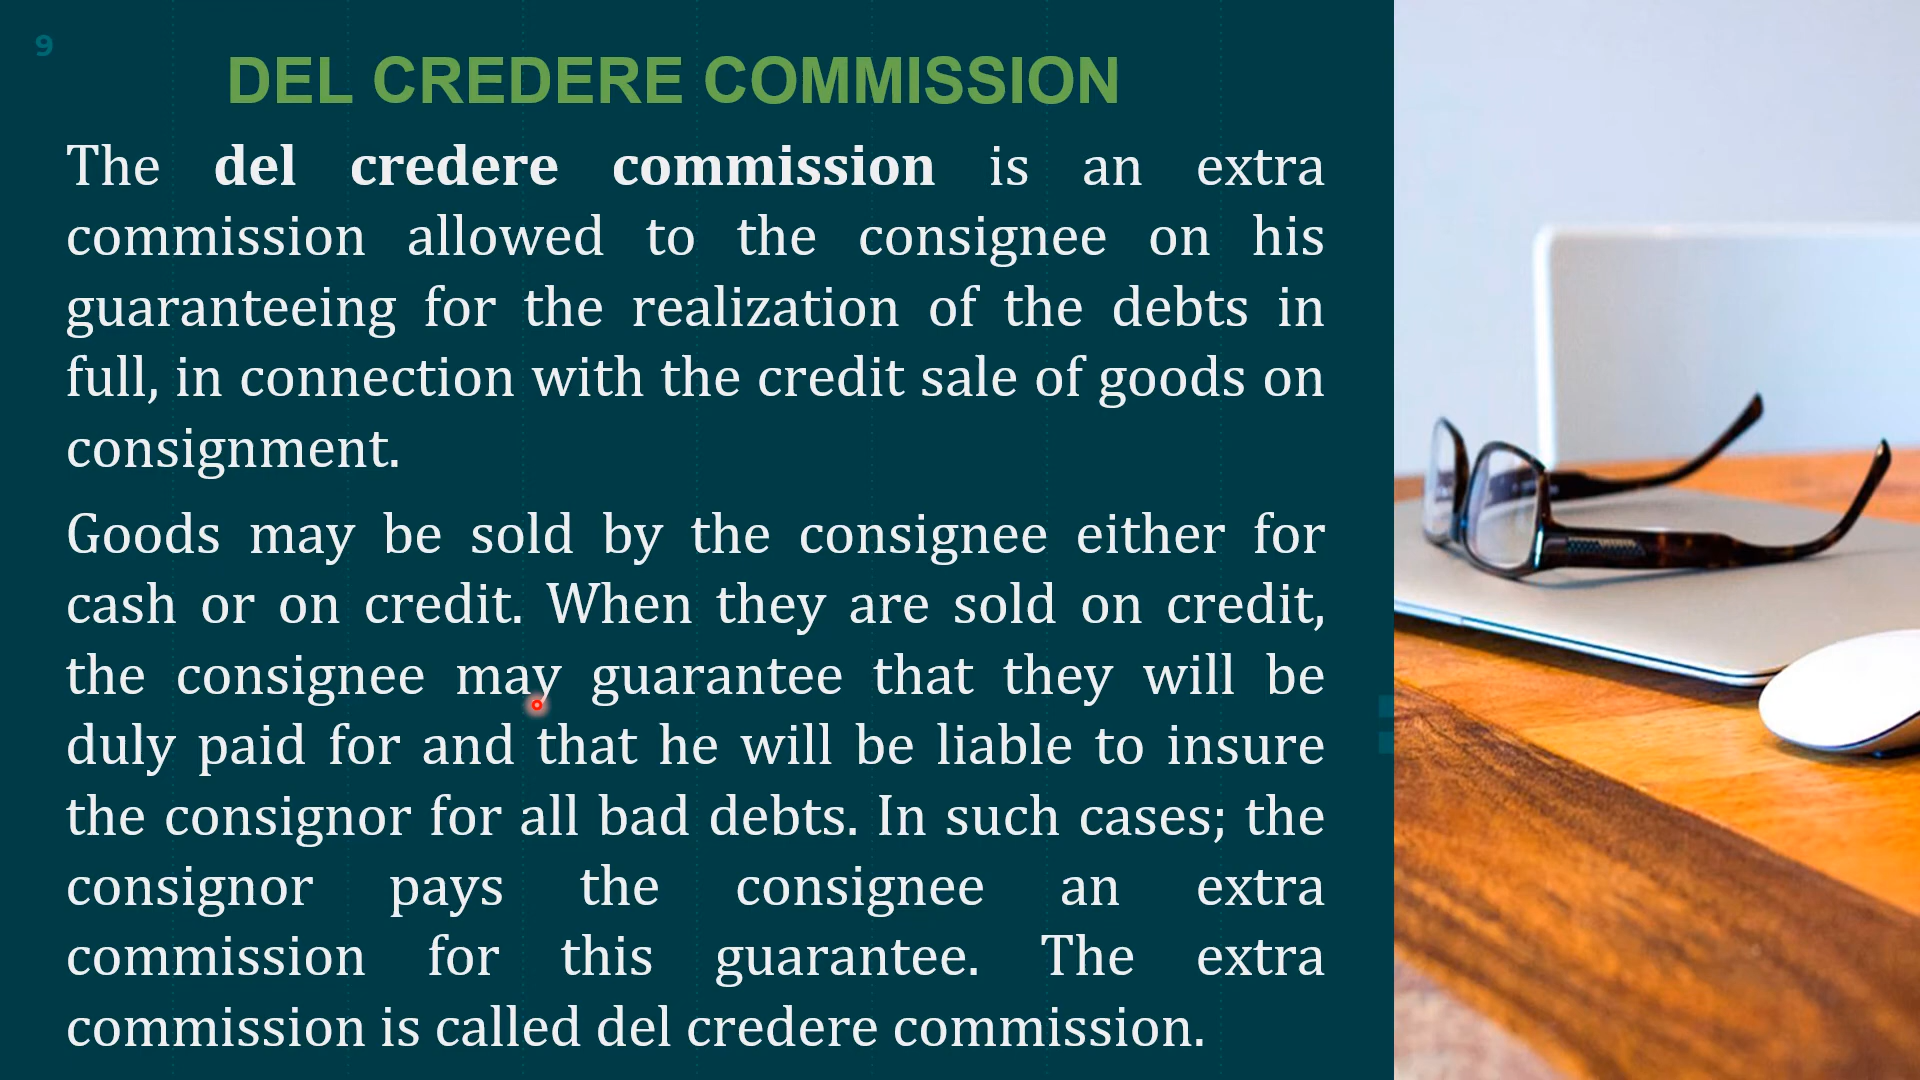 9
DEL CREDERE COMMISSION
The del credere commission is an extra
commission allowed to the consignee on his
guaranteeing for the realization of the debts in
full, in connection with the credit sale of goods on
consignment.
Goods may be sold by the consignee either for
cash or on credit. When they are sold on credit,
the consignee may guarantee that they will be
duly paid for and that he will be liable to insure
the consignor for all bad debts. In such cases; the
consignor pays the consignee an extra
commission for this guarantee. The extra
commission is called del credere commission.